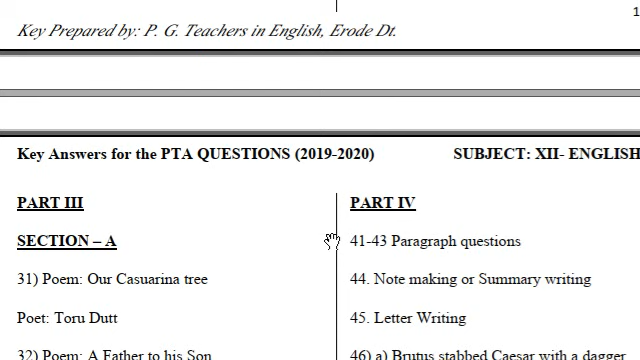 1
Key Prepared by: P. G. Teachers in English, Erode Dt.
Key Answers for the PTA QUESTIONS (2019-2020) SUBJECT: XII- ENGLISH
PART III
SECTION – A
31) Poem: Our Casuarina tree
Poet: Toru Dutt
32) Poem: A Father to his Son
PART IV
41-43 Paragraph questions
44. Note making or Summary writing
45. Letter Writing
46) a) Brutus stabbed Caesar with a dagger